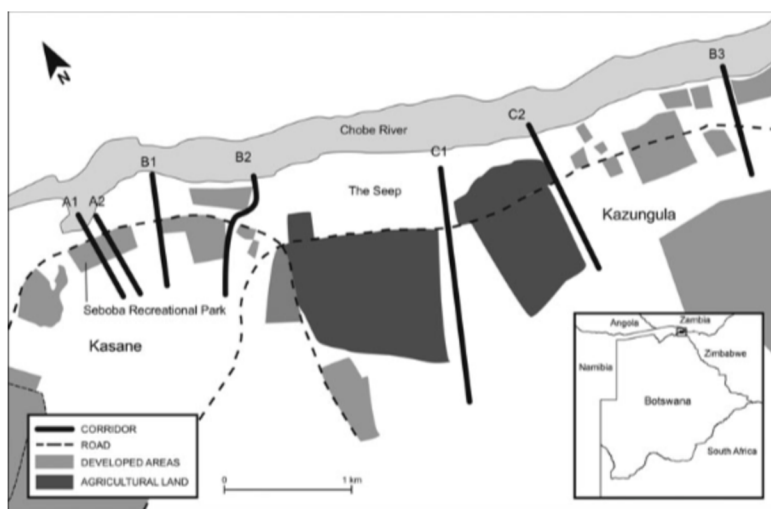 N
B3
Chobe River
C2
B1
B2
C1
The Seep
A1
A2
Kazungula
Seboba Recreational Park
Kasane
Angola
Zambia
Namibia
Zimbabwe
Botswana
South Africa
CORRIDOR
ROAD
DEVELOPED AREAS
AGRICULTURAL LAND
0
1 km